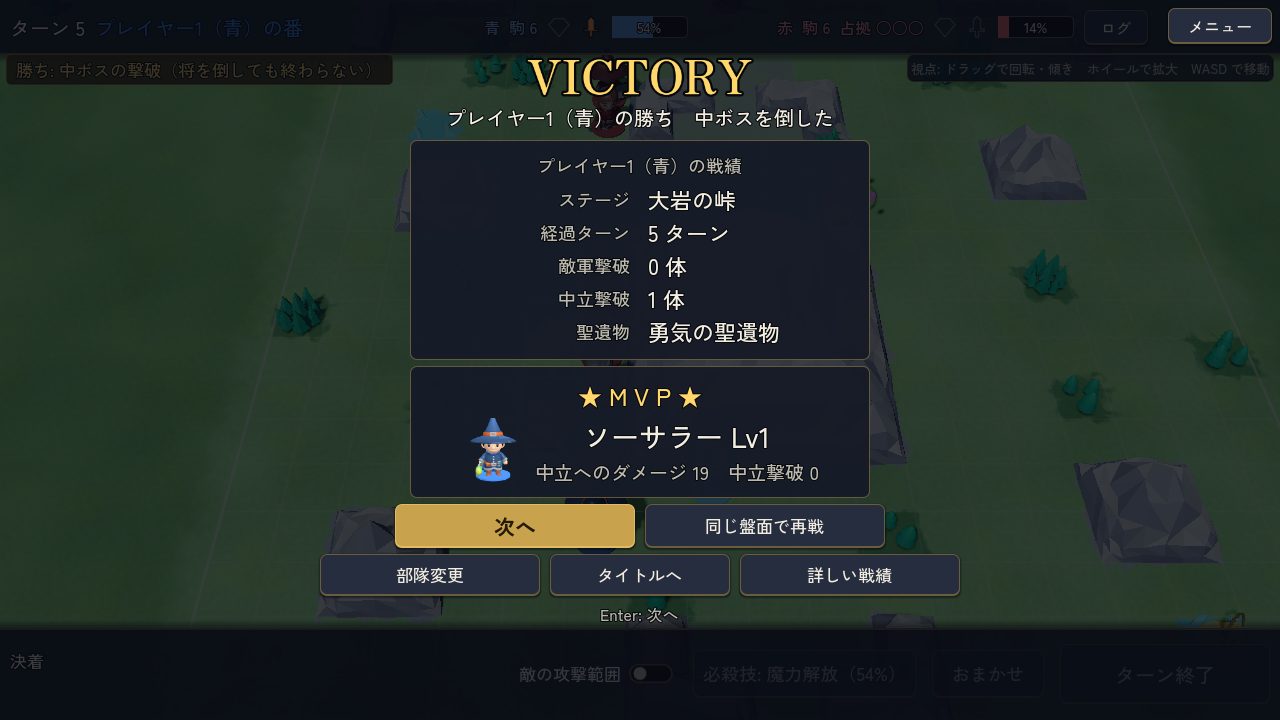 ターン 5 プレイヤー1（青）の番 青 駒 6 54% 赤 駒 6 占拠 〇〇〇 14% ログ メニュー
勝ち: 中ボスの撃破（将を倒しても終わらない）
視点: ドラッグで回転・傾き ホイールで拡大 WASD で移動
VICTORY
プレイヤー1（青）の勝ち 中ボスを倒した
プレイヤー1（青）の戦績
ステージ 大岩の峠
経過ターン 5 ターン
敵軍撃破 0 体
中立撃破 1 体
聖遺物 勇気の聖遺物
★ＭＶＰ★
ソーサラー Lv1
中立へのダメージ 19 中立撃破 0
次へ 同じ盤面で再戦
部隊変更 タイトルへ 詳しい戦績
Enter: 次へ
決着 敵の攻撃範囲 必殺技: 魔力解放（54%） おまかせ ターン終了